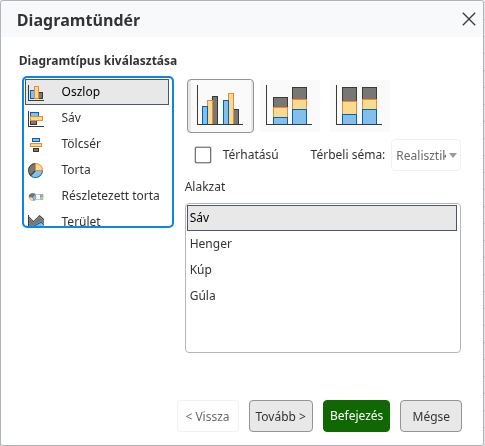 Diagramtündér
Diagramtípus kiválasztása
Oszlop
Sáv
Tölcsér
Torta
Részletezett torta
Terület
Térhatású
Térbeli séma:
Realisztik
Alakzat
Sáv
Henger
Kúp
Gúla
< Vissza
Tovább >
Befejezés
Mégse